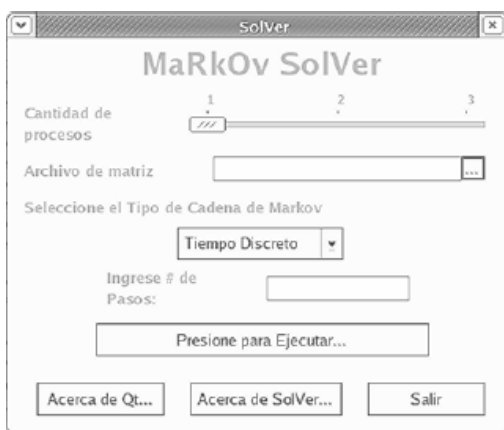 SolVer
MaRkOv SolVer
1 2 3
Cantidad de
procesos
Archivo de matriz
...
Seleccione el Tipo de Cadena de Markov
Tiempo Discreto
Ingrese # de
Pasos:
Presione para Ejecutar...
Acerca de Qt... Acerca de SolVer... Salir